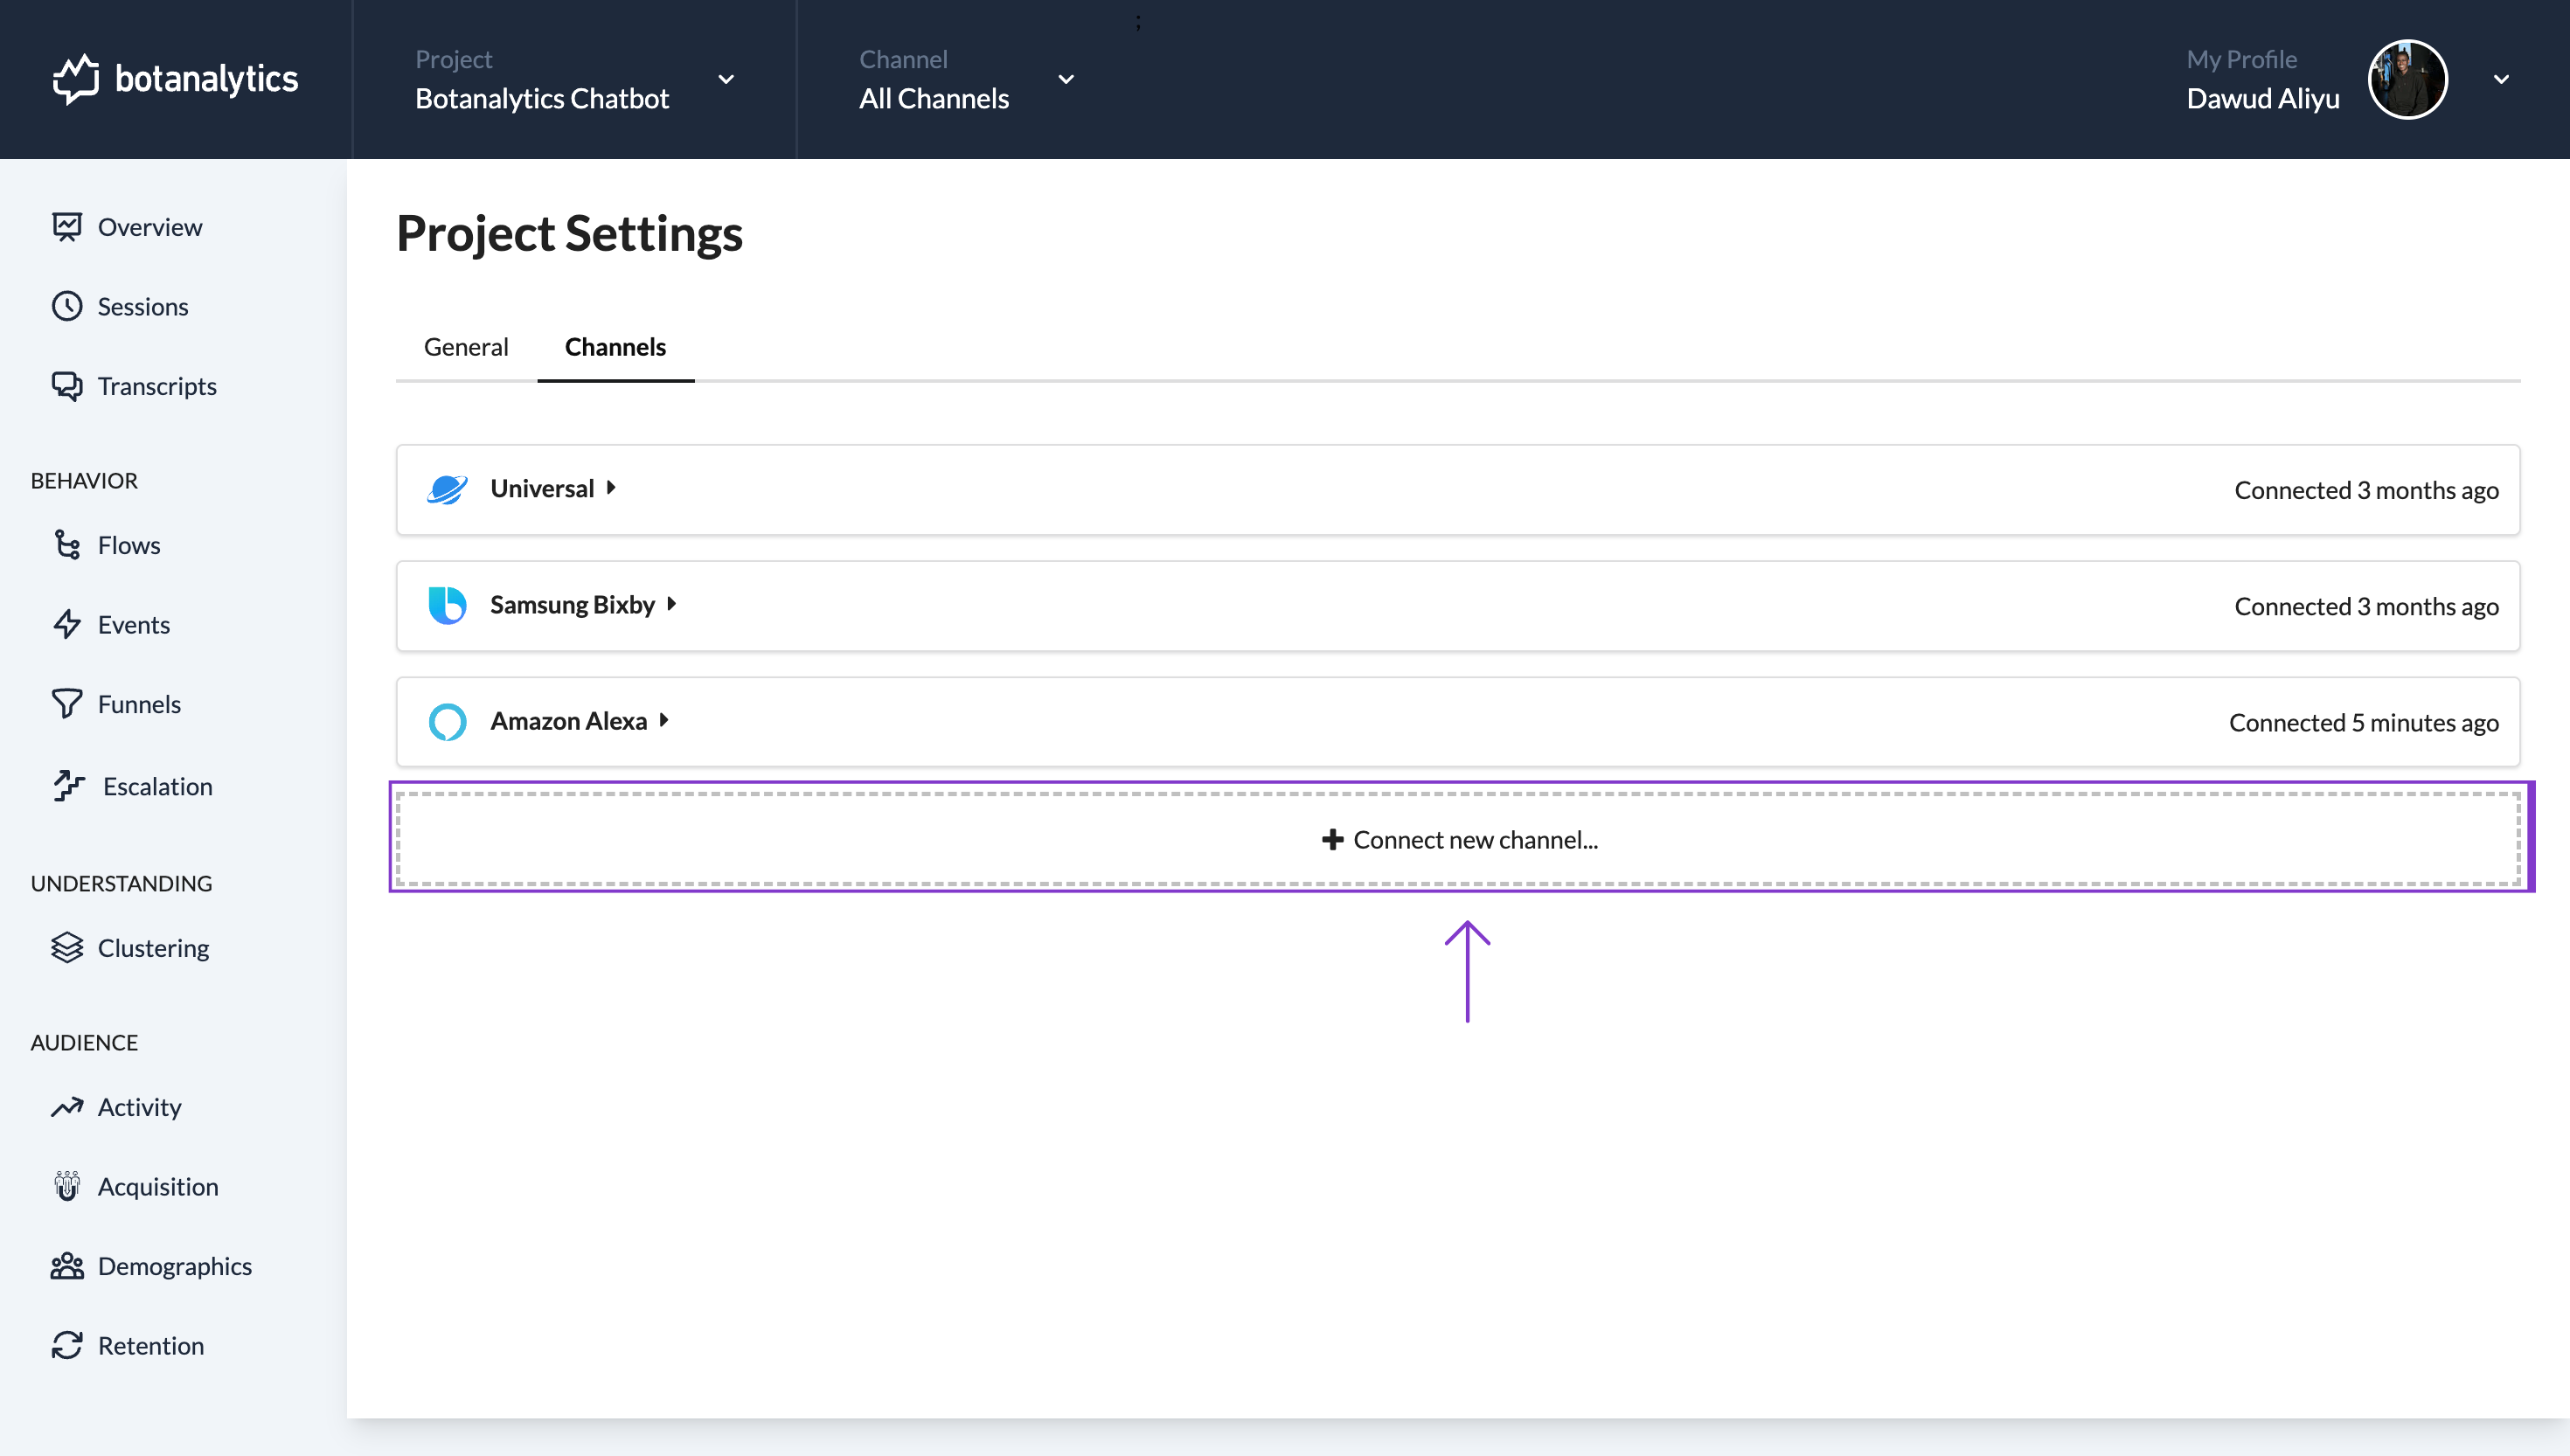 ;
botanalytics
Project
Botanalytics Chatbot
Channel
All Channels
My Profile
Dawud Aliyu
Overview
Sessions
Transcripts
BEHAVIOR
Flows
Events
Funnels
Escalation
UNDERSTANDING
Clustering
AUDIENCE
Activity
Acquisition
Demographics
Retention
Project Settings
General
Channels
Universal
Connected 3 months ago
Samsung Bixby
Connected 3 months ago
Amazon Alexa
Connected 5 minutes ago
Connect new channel...